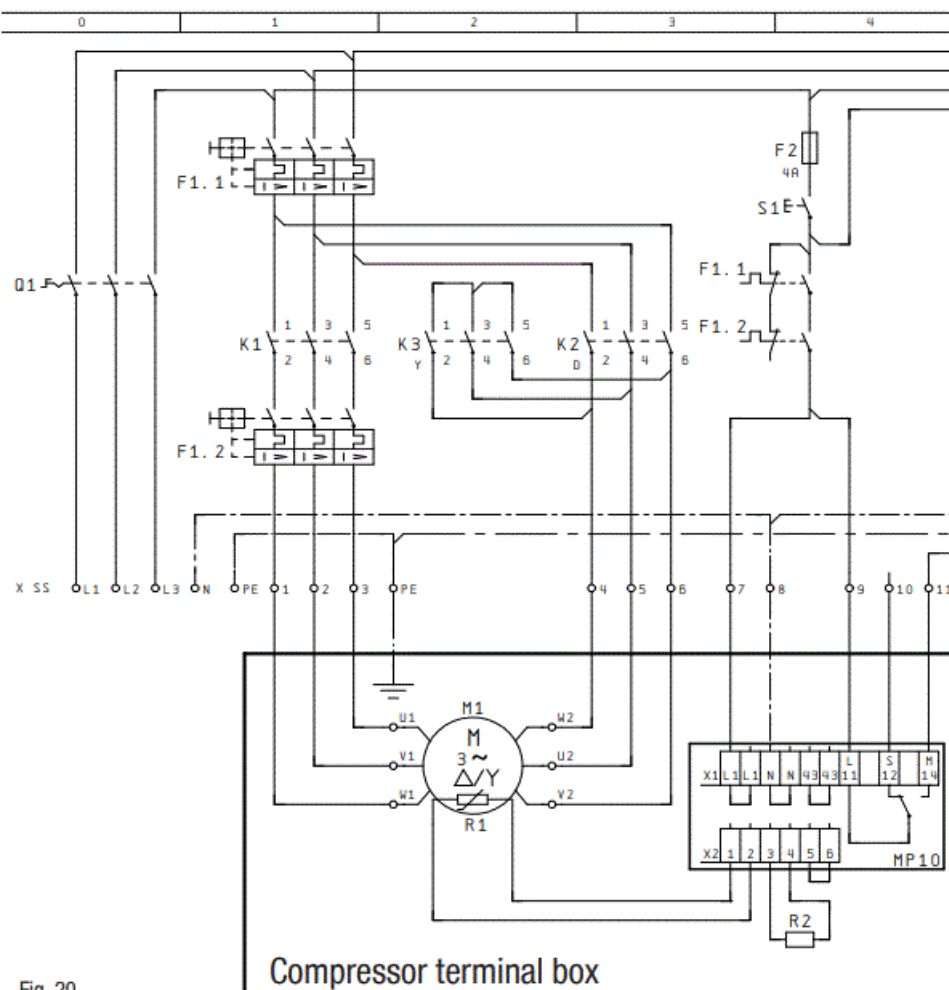 0 1 2 3 4
F2
4A
F1.1
S1E
F1.1
Q1
1 3 5 1 3 5 1 3 5 F1.2
K1 K3 K2
2 4 6 Y 2 4 6 D 2 4 6
F1.2
X SS L1 L2 L3 N PE 1 2 3 PE 4 5 6 7 8 9 10 11
M1
U1 W2
M
V1 3~ U2 L S M
Δ/Y X1 L1 L1 N N 43 43 11 12 14
W1 V2
R1
X2 1 2 3 4 5 6
MP10
R2
Compressor terminal box
Fig. 20